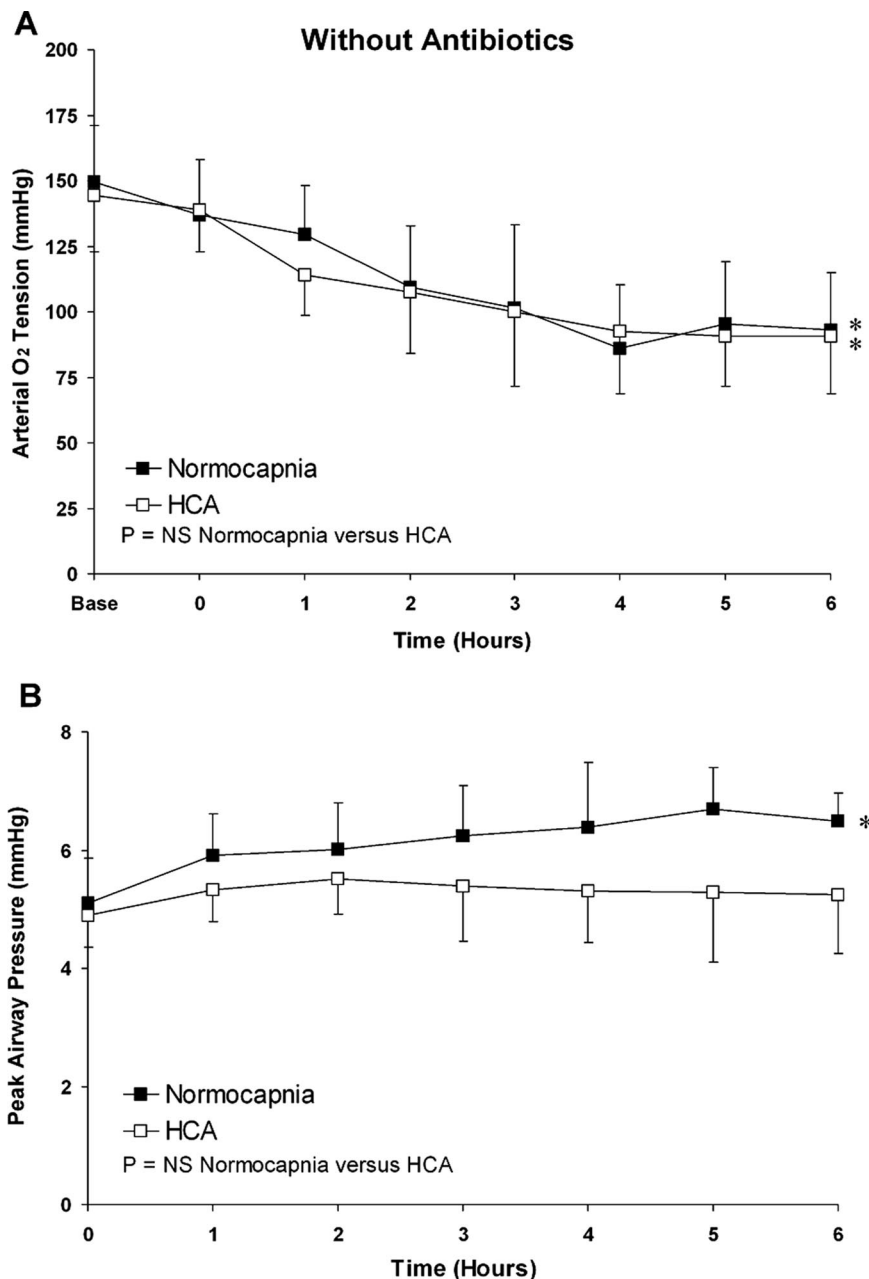 A
Without Antibiotics
Arterial O2 Tension (mmHg)
200
175
150
125
100
75
50
25
0
*
*
Normocapnia
HCA
P = NS Normocapnia versus HCA
Base 0 1 2 3 4 5 6
Time (Hours)
B
Peak Airway Pressure (mmHg)
8
6
4
2
0
*
Normocapnia
HCA
P = NS Normocapnia versus HCA
0 1 2 3 4 5 6
Time (Hours)